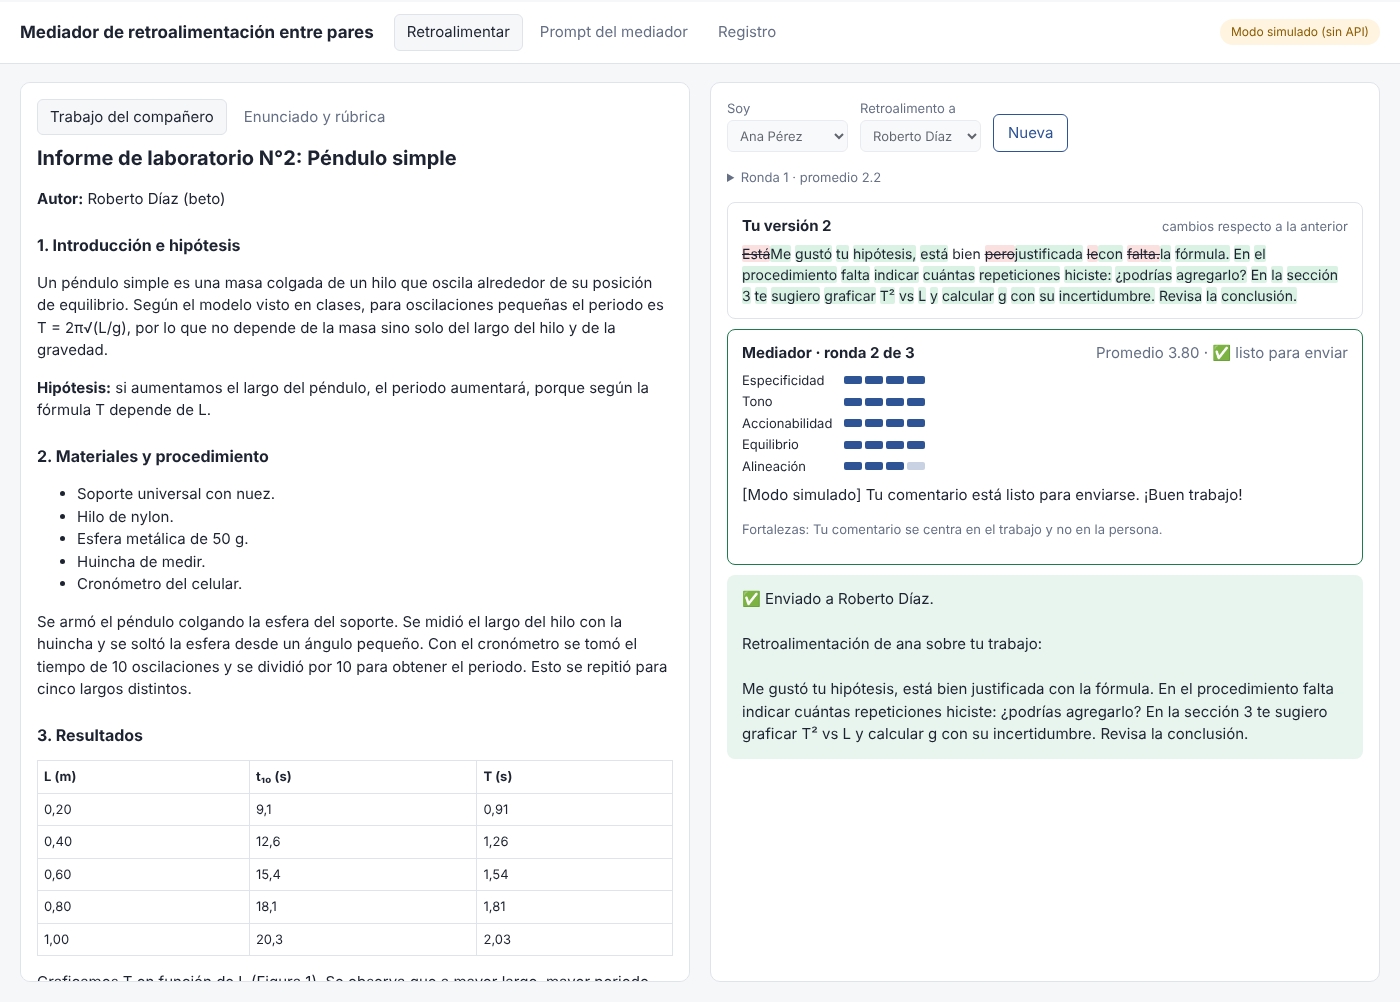 Mediador de retroalimentación entre pares
Retroalimentar
Prompt del mediador
Registro
Modo simulado (sin API)
Trabajo del compañero
Enunciado y rúbrica
Informe de laboratorio N°2: Péndulo simple
Autor: Roberto Díaz (beto)
1. Introducción e hipótesis
Un péndulo simple es una masa colgada de un hilo que oscila alrededor de su posición
de equilibrio. Según el modelo visto en clases, para oscilaciones pequeñas el periodo es
T = 2π√(L/g), por lo que no depende de la masa sino solo del largo del hilo y de la
gravedad.
Hipótesis: si aumentamos el largo del péndulo, el periodo aumentará, porque según la
fórmula T depende de L.
2. Materiales y procedimiento
• Soporte universal con nuez.
• Hilo de nylon.
• Esfera metálica de 50 g.
• Huincha de medir.
• Cronómetro del celular.
Se armó el péndulo colgando la esfera del soporte. Se midió el largo del hilo con la
huincha y se soltó la esfera desde un ángulo pequeño. Con el cronómetro se tomó el
tiempo de 10 oscilaciones y se dividió por 10 para obtener el periodo. Esto se repitió para
cinco largos distintos.
3. Resultados
L (m) t₁₀ (s) T (s)
0,20 9,1 0,91
0,40 12,6 1,26
0,60 15,4 1,54
0,80 18,1 1,81
1,00 20,3 2,03
Graficamos T en función de L (Figura 1). Se observa que a mayor largo, mayor periodo
Soy
Ana Pérez
Retroalimento a
Roberto Díaz
Nueva
▶ Ronda 1 · promedio 2.2
Tu versión 2
cambios respecto a la anterior
EstáMe gustó tu hipótesis, está bien perojustificada lecon falta.la fórmula. En el
procedimiento falta indicar cuántas repeticiones hiciste: ¿podrías agregarlo? En la sección
3 te sugiero graficar T² vs L y calcular g con su incertidumbre. Revisa la conclusión.
Mediador · ronda 2 de 3
Promedio 3.80 · ✅ listo para enviar
Especificidad
Tono
Accionabilidad
Equilibrio
Alineación
[Modo simulado] Tu comentario está listo para enviarse. ¡Buen trabajo!
Fortalezas: Tu comentario se centra en el trabajo y no en la persona.
✅ Enviado a Roberto Díaz.
Retroalimentación de ana sobre tu trabajo:
Me gustó tu hipótesis, está bien justificada con la fórmula. En el procedimiento falta
indicar cuántas repeticiones hiciste: ¿podrías agregarlo? En la sección 3 te sugiero
graficar T² vs L y calcular g con su incertidumbre. Revisa la conclusión.